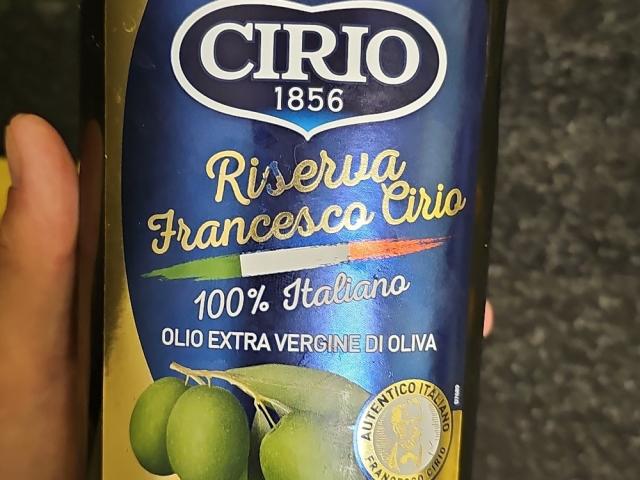 CIRIO
1856
Riserva
Francesco Cirio
100% Italiano
OLIO EXTRA VERGINE DI OLIVA
AUTENTICO ITALIANO
FRANCESCO CIRIO